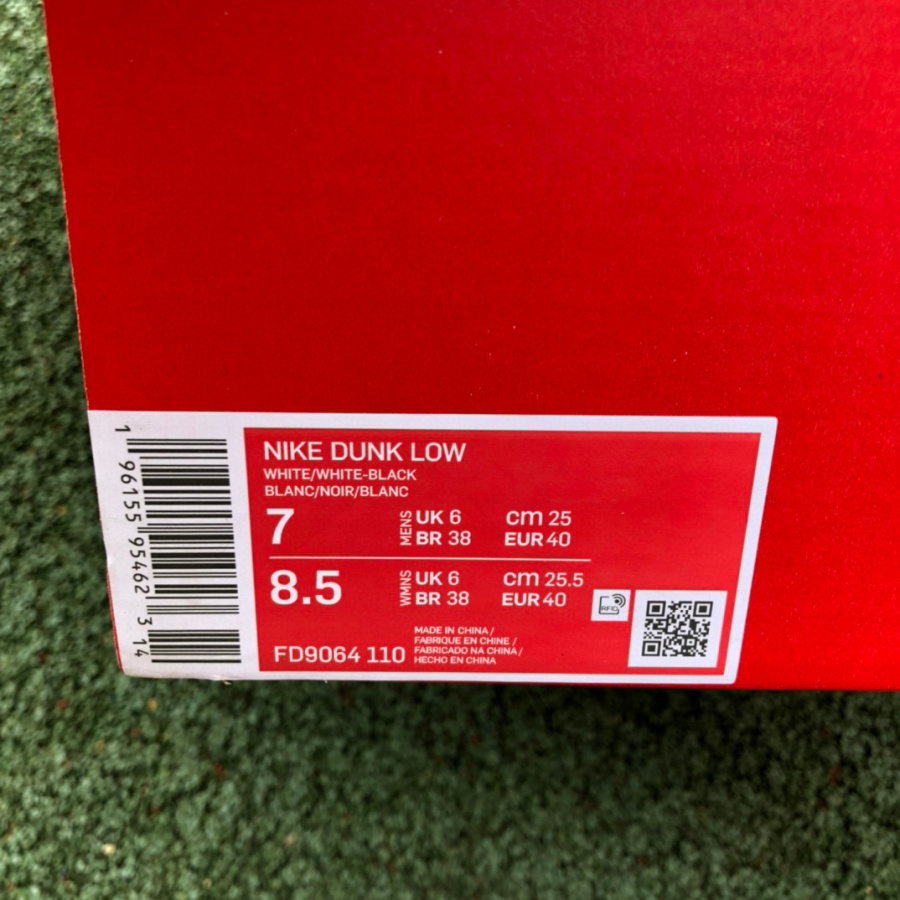 NIKE DUNK LOW
WHITE/WHITE-BLACK
BLANC/NOIR/BLANC
7 MENS UK 6 cm 25
BR 38 EUR 40
8.5 WMNS UK 6 cm 25.5
BR 38 EUR 40
RFID
FD9064 110
MADE IN CHINA /
FABRIQUE EN CHINE /
FABRICADO NA CHINA /
HECHO EN CHINA
1 96155 95462 3 14